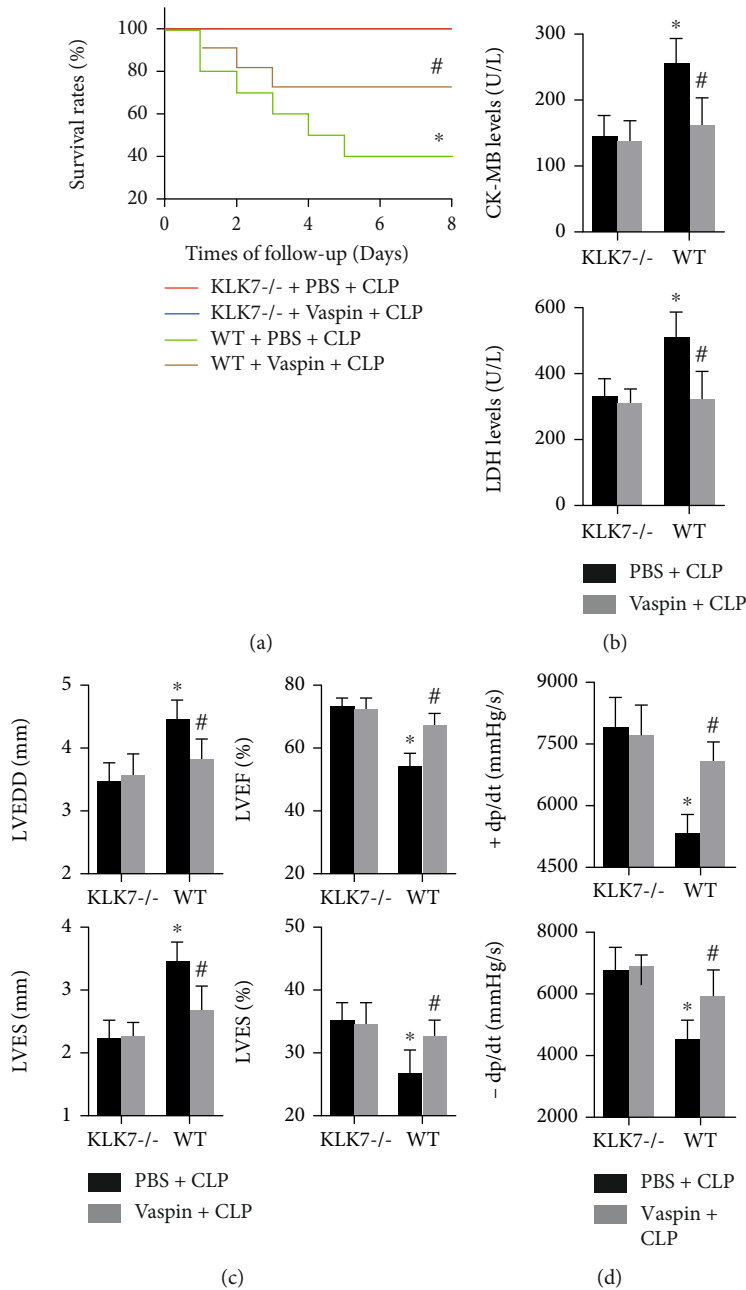 100
80
60
40
20
Survival rates (%)
#
*
0
2
4
6
8
Times of follow-up (Days)
KLK7-/- + PBS + CLP
KLK7-/- + Vaspin + CLP
WT + PBS + CLP
WT + Vaspin + CLP
(a)
300
200
100
0
CK-MB levels (U/L)
*
#
KLK7-/-
WT
600
400
200
0
LDH levels (U/L)
*
#
KLK7-/-
WT
PBS + CLP
Vaspin + CLP
(b)
5
4
3
2
LVEDD (mm)
*
#
KLK7-/-
WT
80
60
40
20
LVEF (%)
*
#
KLK7-/-
WT
4
3
2
1
LVES (mm)
*
#
KLK7-/-
WT
50
40
30
20
LVES (%)
*
#
KLK7-/-
WT
PBS + CLP
Vaspin + CLP
(c)
9000
7500
6000
4500
+ dp/dt (mmHg/s)
*
#
KLK7-/-
WT
8000
6000
4000
2000
− dp/dt (mmHg/s)
*
#
KLK7-/-
WT
PBS + CLP
Vaspin +
CLP
(d)